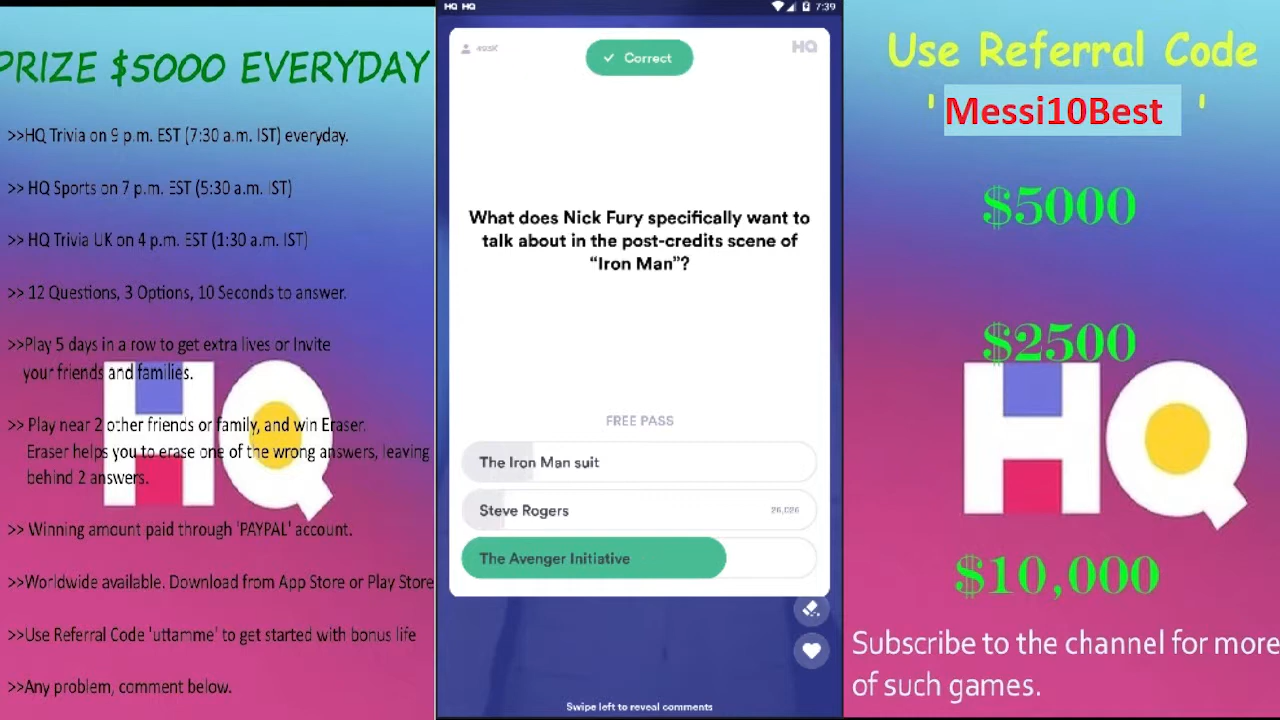 PRIZE $5000 EVERYDAY
>>HQ Trivia on 9 p.m. EST (7:30 a.m. IST) everyday.
>> HQ Sports on 7 p.m. EST (5:30 a.m. IST)
>> HQ Trivia UK on 4 p.m. EST (1:30 a.m. IST)
>> 12 Questions, 3 Options, 10 Seconds to answer.
>>Play 5 days in a row to get extra lives or Invite
your friends and families.
>> Play near 2 other friends or family, and win Eraser.
Eraser helps you to erase one of the wrong answers, leaving
behind 2 answers.
>> Winning amount paid through 'PAYPAL' account.
>>Worldwide available. Download from App Store or Play Store
>>Use Referral Code 'uttamme' to get started with bonus life
>>Any problem, comment below.
HQ
HQ HQ
7:39
HQ
Correct
What does Nick Fury specifically want to
talk about in the post-credits scene of
“Iron Man”?
FREE PASS
The Iron Man suit
Steve Rogers
The Avenger Initiative
Swipe left to reveal comments
Use Referral Code
' Messi10Best '
$5000
$2500
HQ
$10,000
Subscribe to the channel for more
of such games.